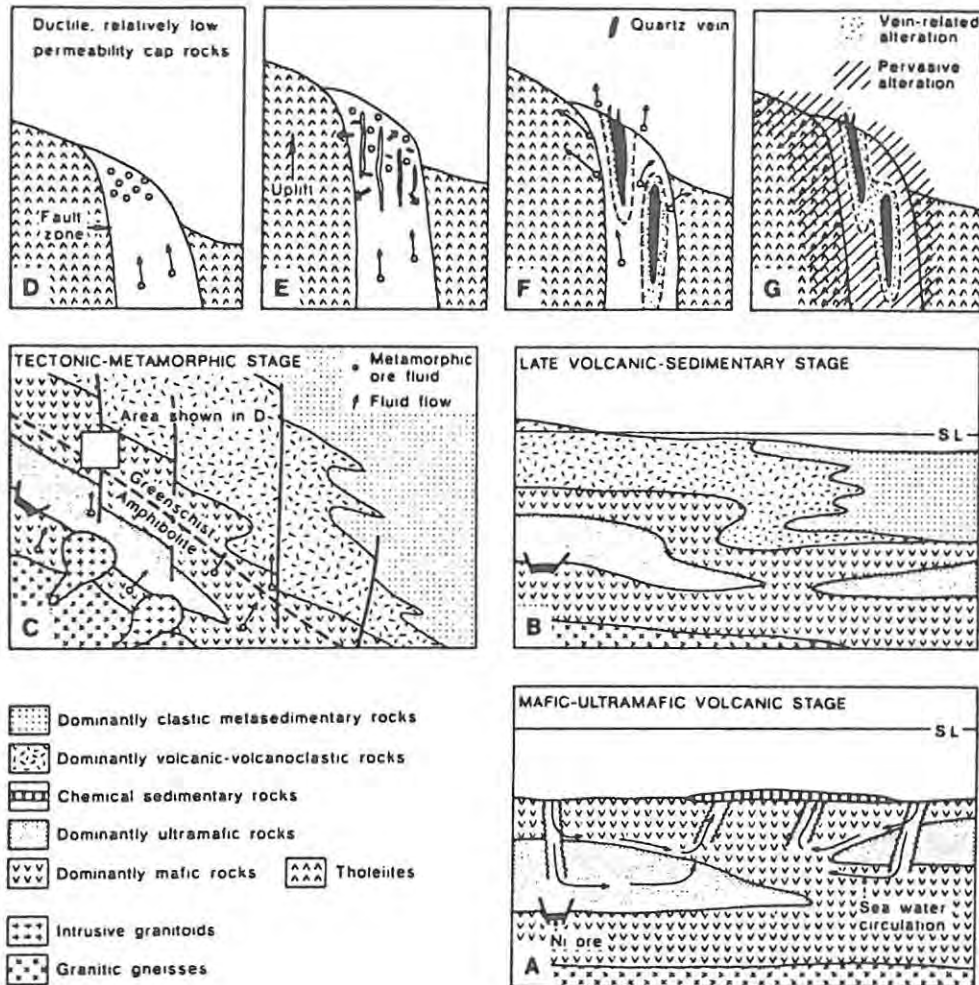 Ductile, relatively low
permeability cap rocks
Fault
zone
D
Uplift
E
Quartz vein
F
Vein-related
alteration
Pervasive
alteration
G
TECTONIC-METAMORPHIC STAGE
Metamorphic
ore fluid
Fluid flow
Area shown in D
Greenschist
Amphibolite
C
LATE VOLCANIC-SEDIMENTARY STAGE
SL
B
Dominantly clastic metasedimentary rocks
Dominantly volcanic-volcanoclastic rocks
Chemical sedimentary rocks
Dominantly ultramafic rocks
Dominantly mafic rocks
Tholeiites
Intrusive granitoids
Granitic gneisses
MAFIC-ULTRAMAFIC VOLCANIC STAGE
SL
Sea water
circulation
Ni ore
A